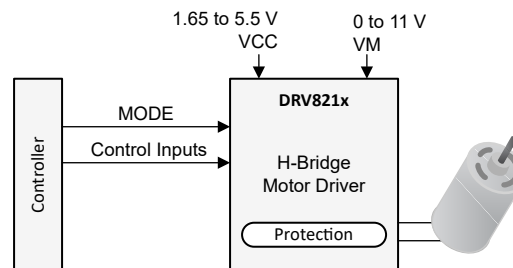 1.65 to 5.5 V
VCC
0 to 11 V
VM
DRV821x
MODE
Control Inputs
Controller
H-Bridge
Motor Driver
Protection